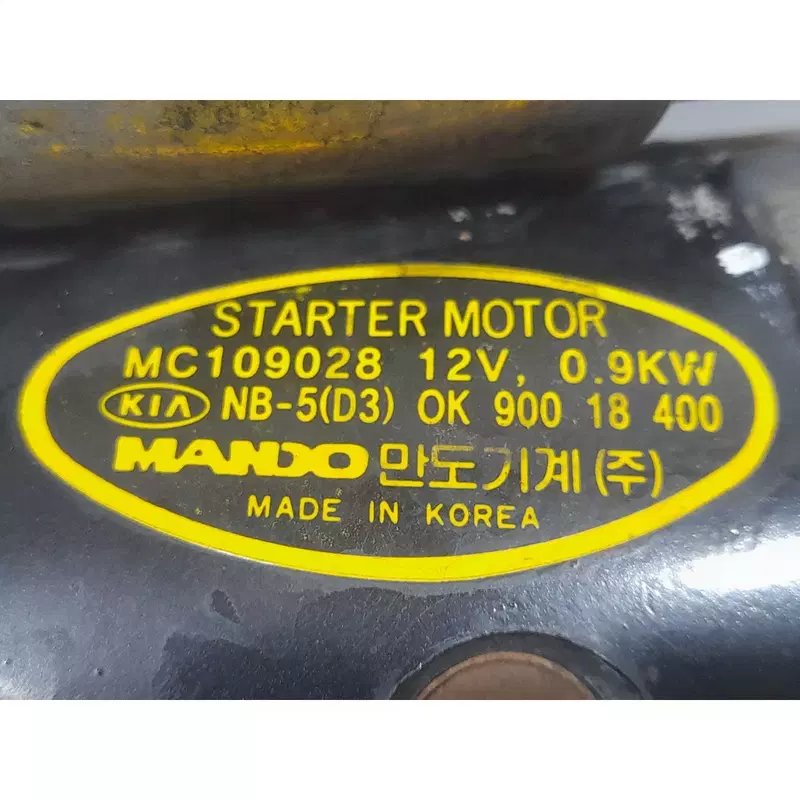 STARTER MOTOR
MC109028 12V, 0.9KW
KIA NB-5(D3) OK 900 18 400
MANDO 만도기계(주)
MADE IN KOREA